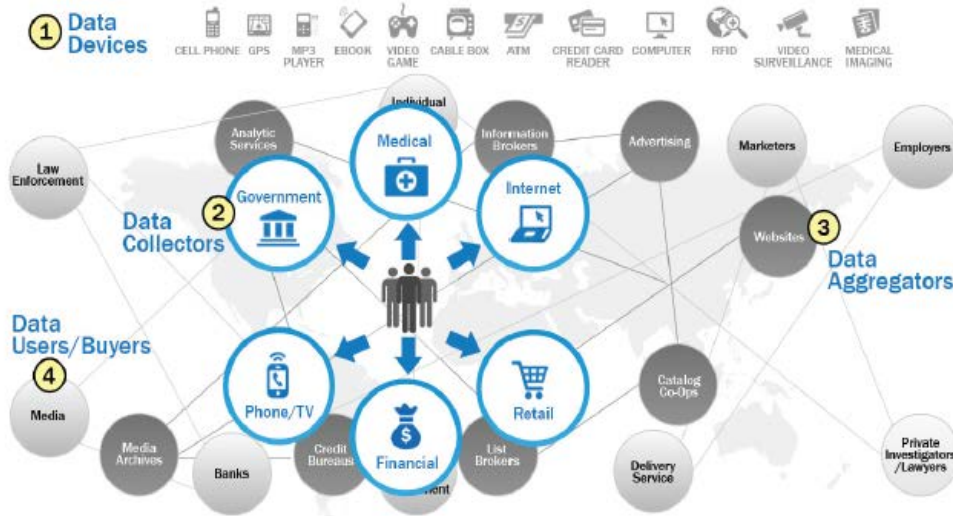 1 Data
Devices
CELL PHONE GPS MP3 PLAYER EBOOK VIDEO GAME CABLE BOX ATM CREDIT CARD READER COMPUTER RFID VIDEO SURVEILLANCE MEDICAL IMAGING
Individual
Analytic
Services
Medical
Information
Brokers
Advertising
Marketers
Employers
Law
Enforcement
Government
Internet
2 Data
Collectors
Websites
3 Data
Aggregators
Data
Users/Buyers
4
Media
Phone/TV
Retail
Catalog
Co-Ops
Media
Archives
Banks
Credit
Bureaus
Financial
List
Brokers
Delivery
Service
Private
Investigators
/Lawyers